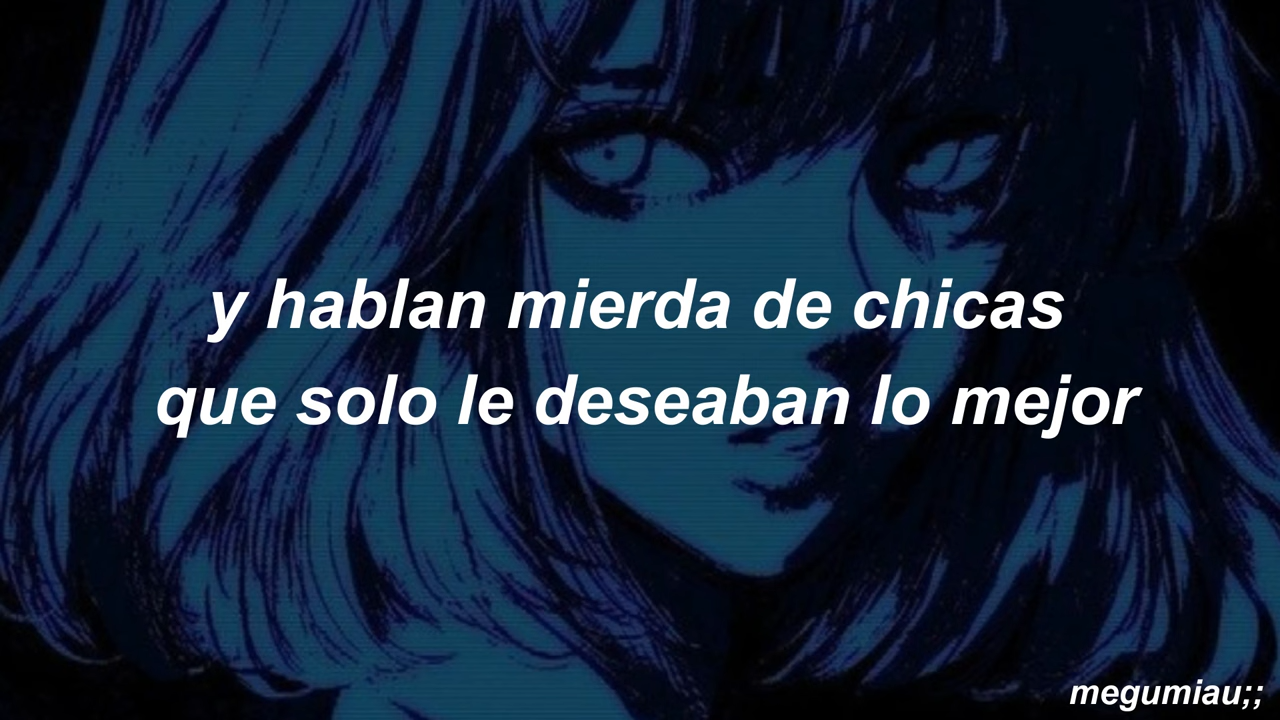 y hablan mierda de chicas
que solo le deseaban lo mejor
megumiau;;